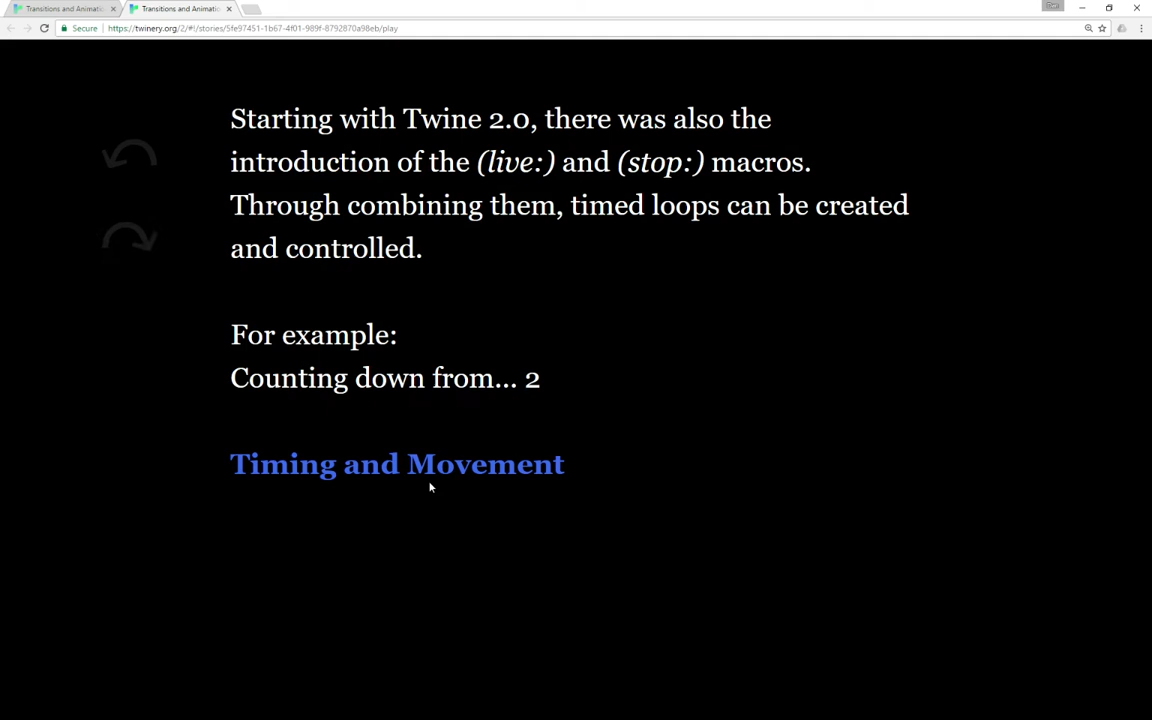 Transitions and Animati
Transitions and Animati
Secure
https://twinery.org/2/#!/stories/5fe97451-1b67-4f01-989f-8792870a98eb/play
Starting with Twine 2.0, there was also the
introduction of the (live:) and (stop:) macros.
Through combining them, timed loops can be created
and controlled.
For example:
Counting down from... 2
Timing and Movement